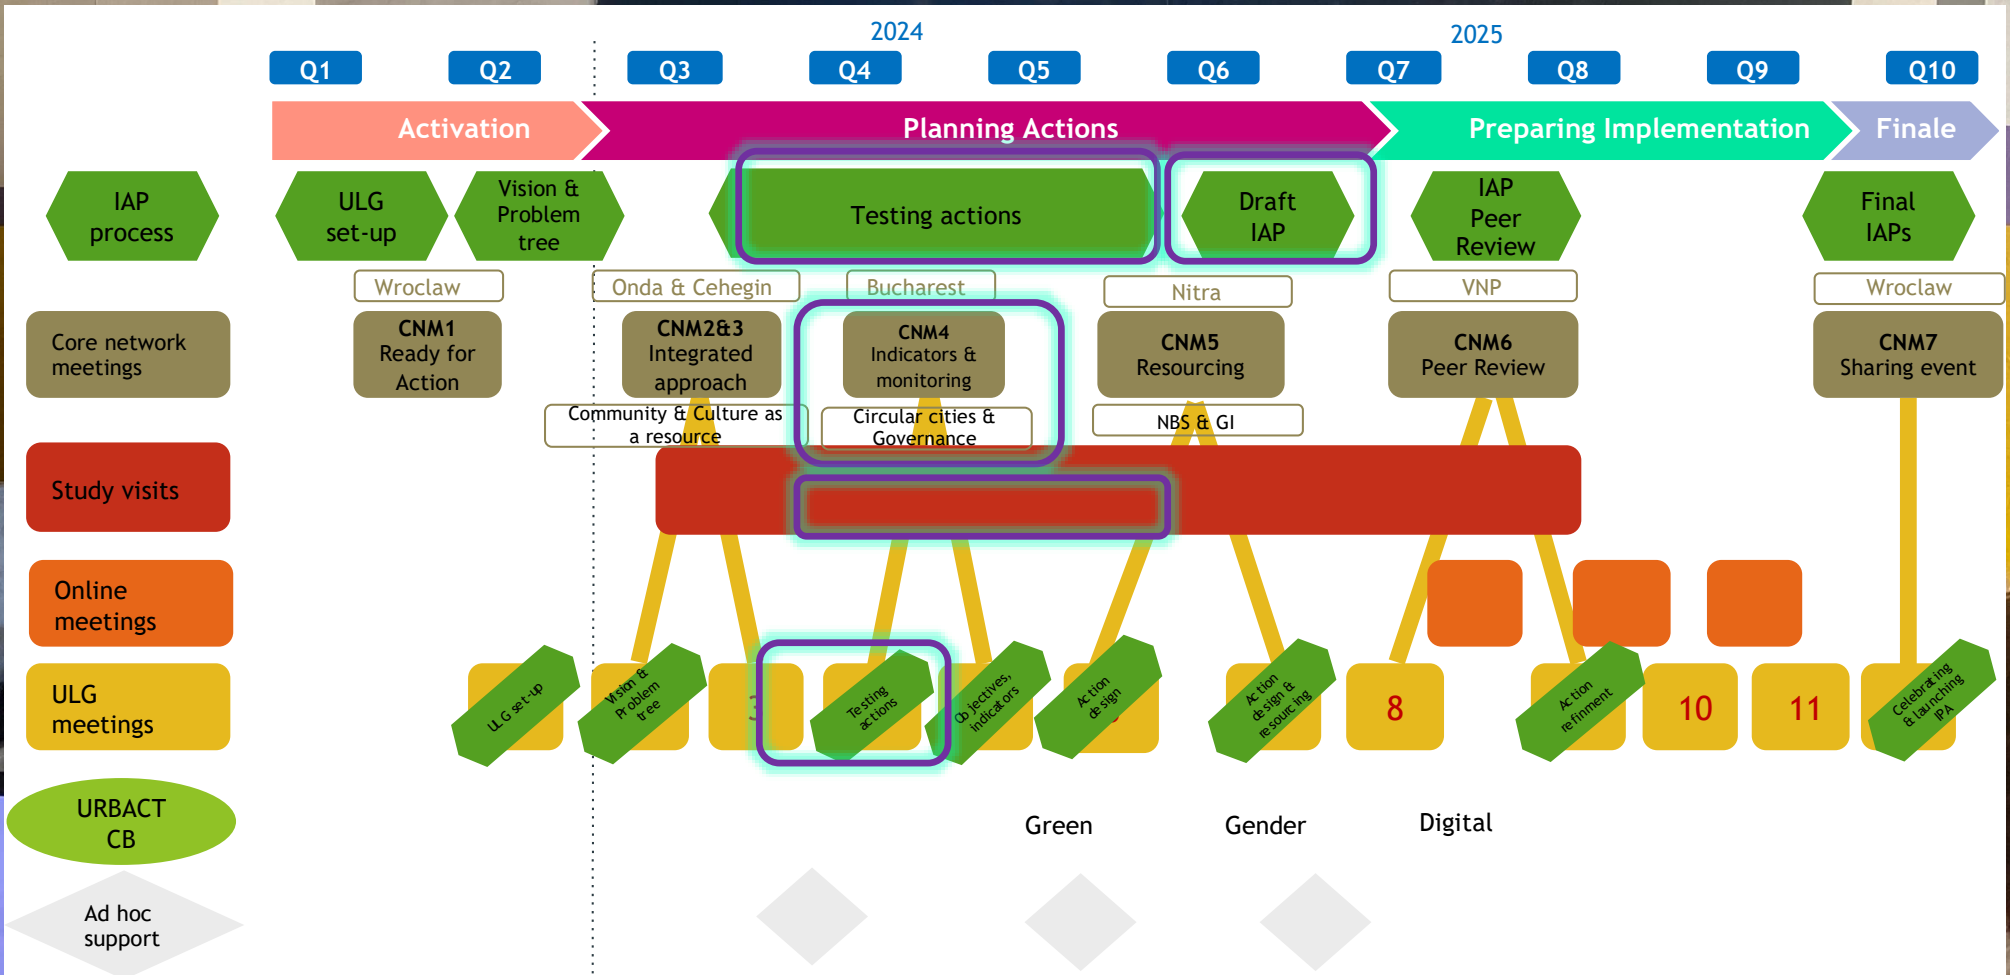 2024
2025
Q1
Q2
Q3
Q4
Q5
Q6
Q7
Q8
Q9
Q10
Activation
Planning Actions
Preparing Implementation
Finale
IAP
process
ULG
set-up
Vision &
Problem
tree
Testing actions
Draft
IAP
IAP
Peer
Review
Final
IAPs
Wroclaw
Onda & Cehegin
Bucharest
Nitra
VNP
Wroclaw
Core network
meetings
CNM1
Ready for
Action
CNM2&3
Integrated
approach
CNM4
Indicators &
monitoring
CNM5
Resourcing
CNM6
Peer Review
CNM7
Sharing event
Community & Culture as
a resource
Circular cities &
Governance
NBS & GI
Study visits
Online
meetings
ULG
meetings
ULG set-up
Vision &
Problem
tree
3
Testing
actions
Objectives,
indicators
Action
design
Action
design &
resourcing
8
Action
refinment
10
11
Celebrating
& launching
IPA
URBACT
CB
Green
Gender
Digital
Ad hoc
support